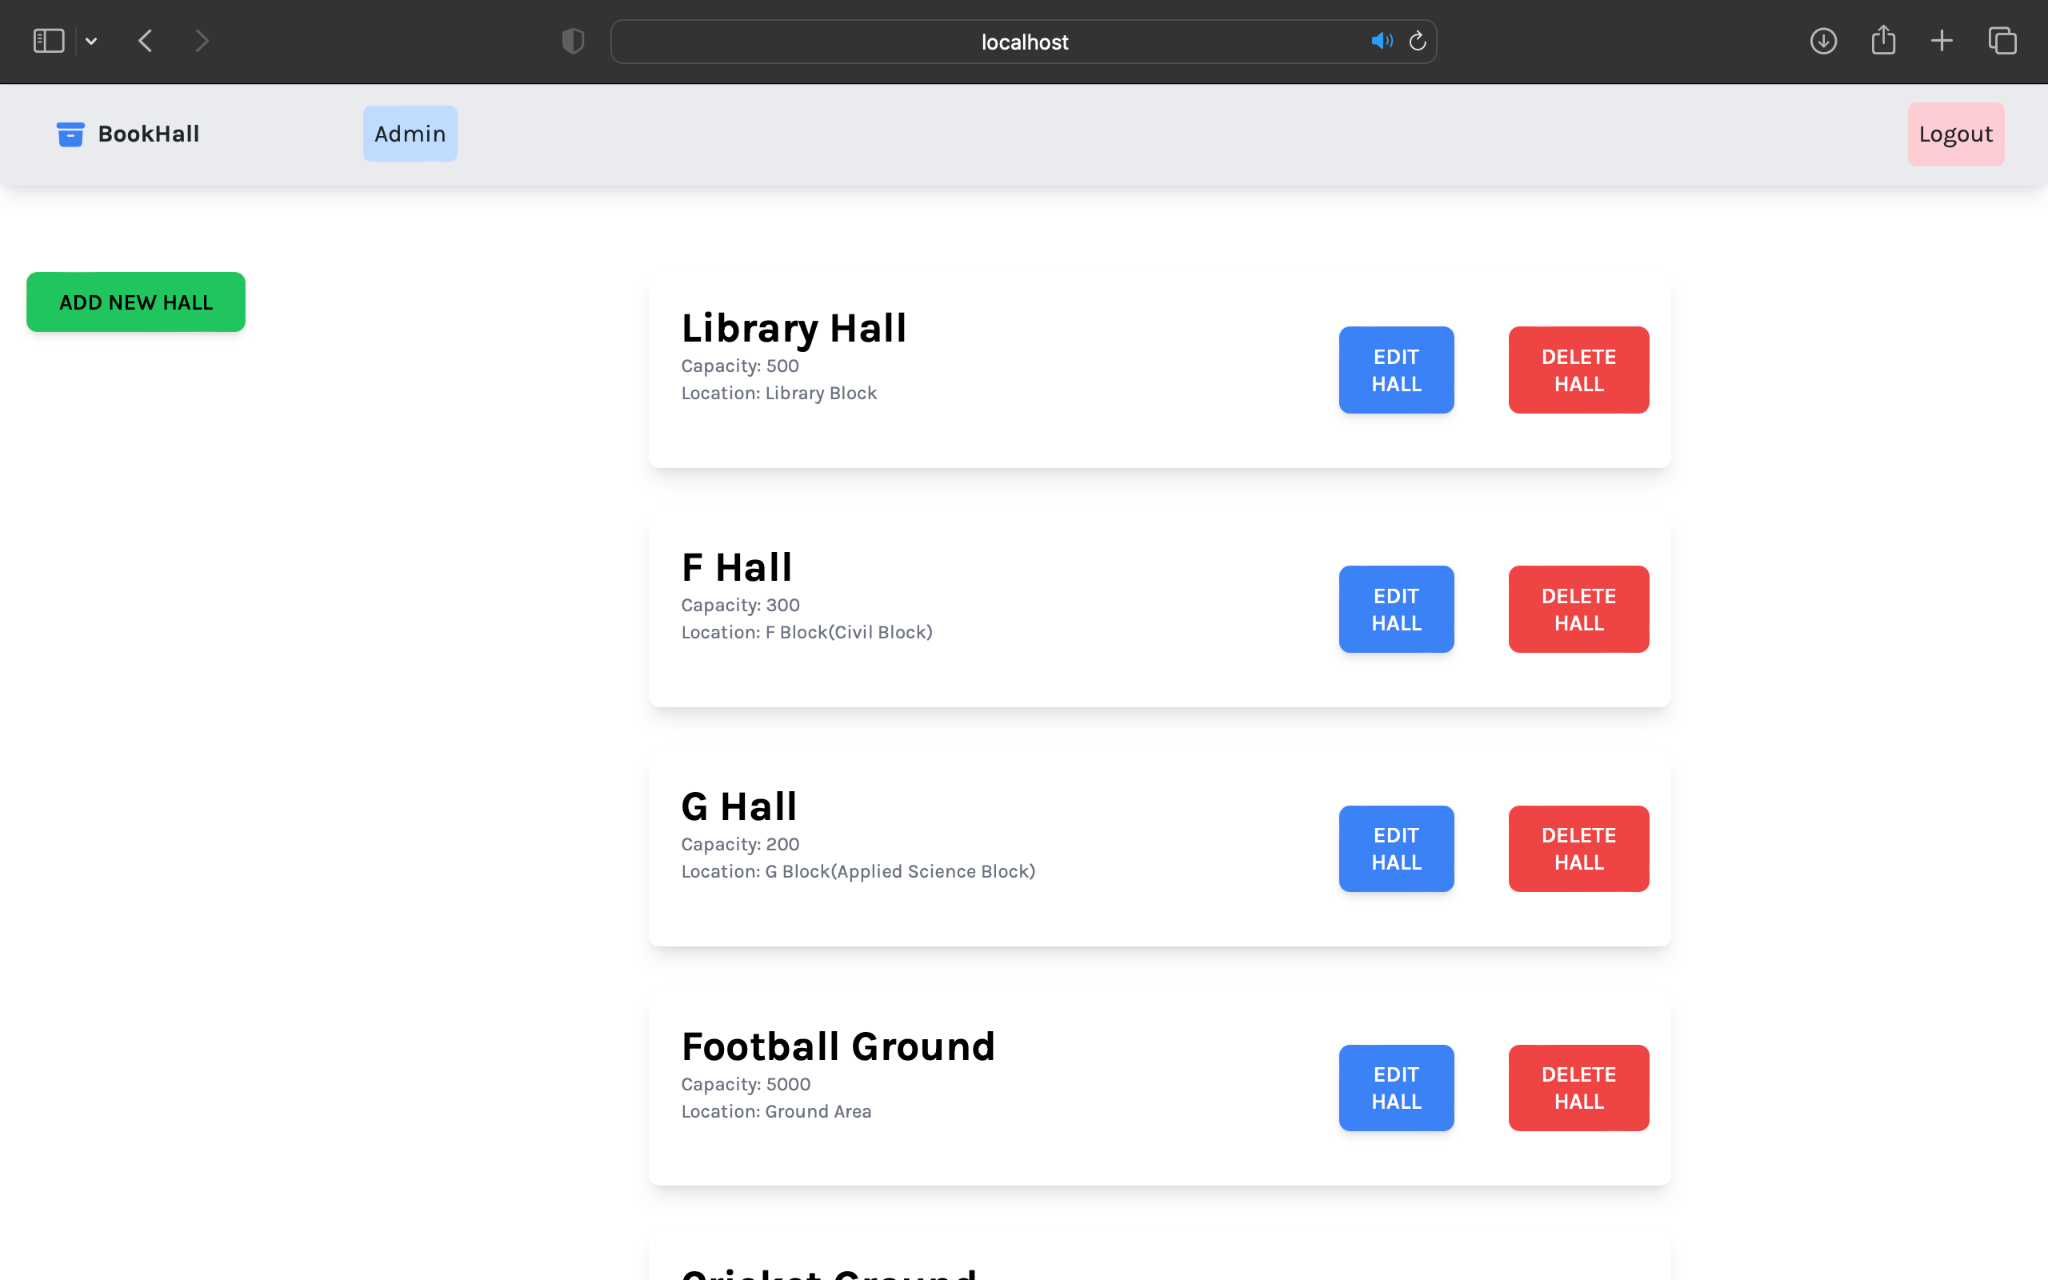 localhost
BookHall
Admin
Logout
ADD NEW HALL
Library Hall
Capacity: 500
Location: Library Block
EDIT
HALL
DELETE
HALL
F Hall
Capacity: 300
Location: F Block(Civil Block)
EDIT
HALL
DELETE
HALL
G Hall
Capacity: 200
Location: G Block(Applied Science Block)
EDIT
HALL
DELETE
HALL
Football Ground
Capacity: 5000
Location: Ground Area
EDIT
HALL
DELETE
HALL
Cricket Ground